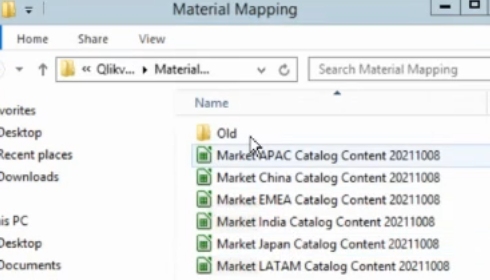 Material Mapping
Home Share View
« Qlikv... Material...
Search Material Mapping
Name
vorites
Desktop
Recent places
Downloads
is PC
Desktop
Documents
Old
Market APAC Catalog Content 20211008
Market China Catalog Content 20211008
Market EMEA Catalog Content 20211008
Market India Catalog Content 20211008
Market Japan Catalog Content 20211008
Market LATAM Catalog Content 20211008